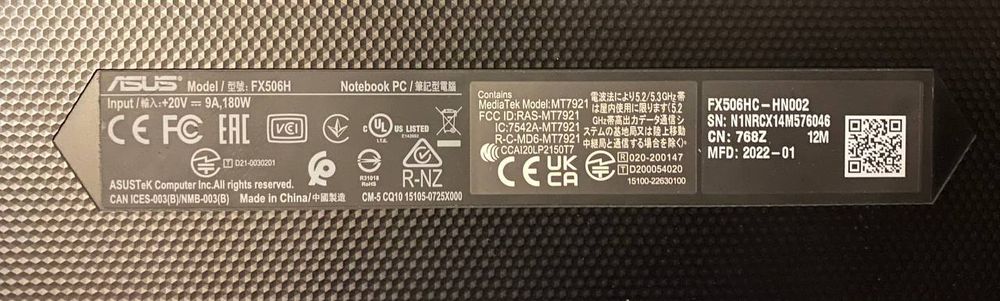 ASUS Model / 型號: FX506H Notebook PC / 筆記型電腦
Input / 輸入: +20V ⎓ 9A, 180W
CE FC EAC VCI c UL US LISTED
I.T.E. E143692
D21-0030201
R31018
RoHS
R-NZ
ASUSTeK Computer Inc.All rights reserved.
CAN ICES-003(B)/NMB-003(B) Made in China/中國製造 CM-5 CQ10 15105-0725X000
Contains
MediaTek Model:MT7921
FCC ID:RAS-MT7921
IC:7542A-MT7921
R-C-MD6-MT7921
CCAI20LP2150T7
CE UK CA
電波法により5.2/5.3GHz帯
は屋内使用に限ります(5.2
GHz帯高出力データ通信シ
ステムの基地局又は陸上移動
中継局と通信する場合を除く)
R 020-200147
T D200054020
15100-22630100
FX506HC-HN002
SN: N1NRCX14M576046
CN: 768Z 12M
MFD: 2022-01